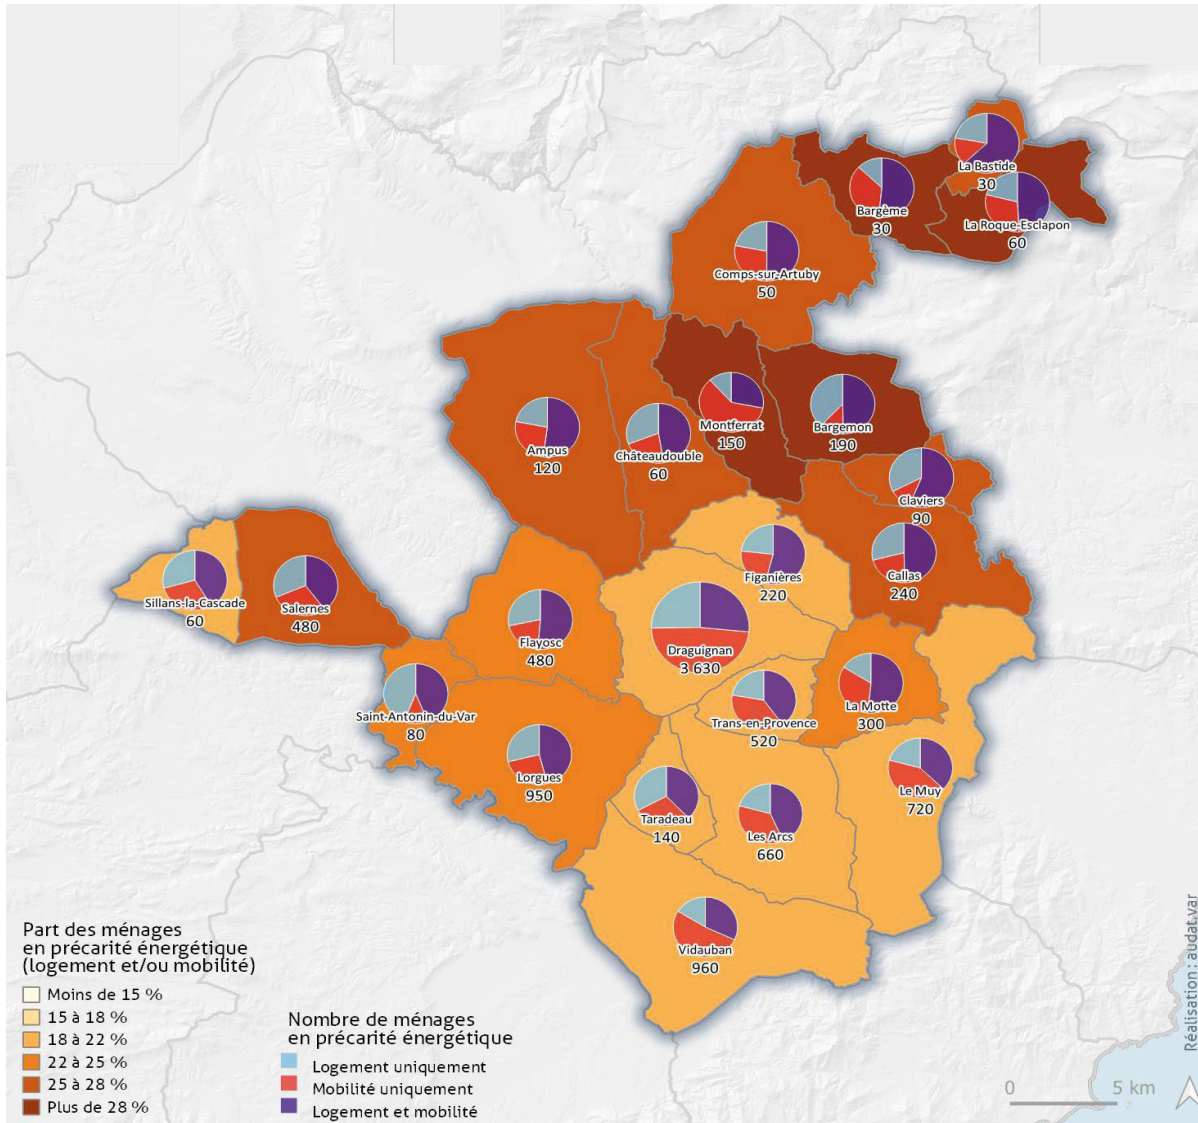 La Bastide
30
Bargème
30
La Roque-Esclapon
60
Comps-sur-Artuby
50
Montferrat
150
Bargemon
190
Ampus
120
Châteaudouble
60
Claviers
90
Callas
240
Figanières
220
Sillans-la-Cascade
60
Salernes
480
Flayosc
480
Draguignan
3 630
La Motte
300
Saint-Antonin-du-Var
80
Trans-en-Provence
520
Lorgues
950
Le Muy
720
Taradeau
140
Les Arcs
660
Vidauban
960
Part des ménages
en précarité énergétique
(logement et/ou mobilité)
Moins de 15 %
15 à 18 %
18 à 22 %
22 à 25 %
25 à 28 %
Plus de 28 %
Nombre de ménages
en précarité énergétique
Logement uniquement
Mobilité uniquement
Logement et mobilité
0 5 km
Réalisation : audat.var